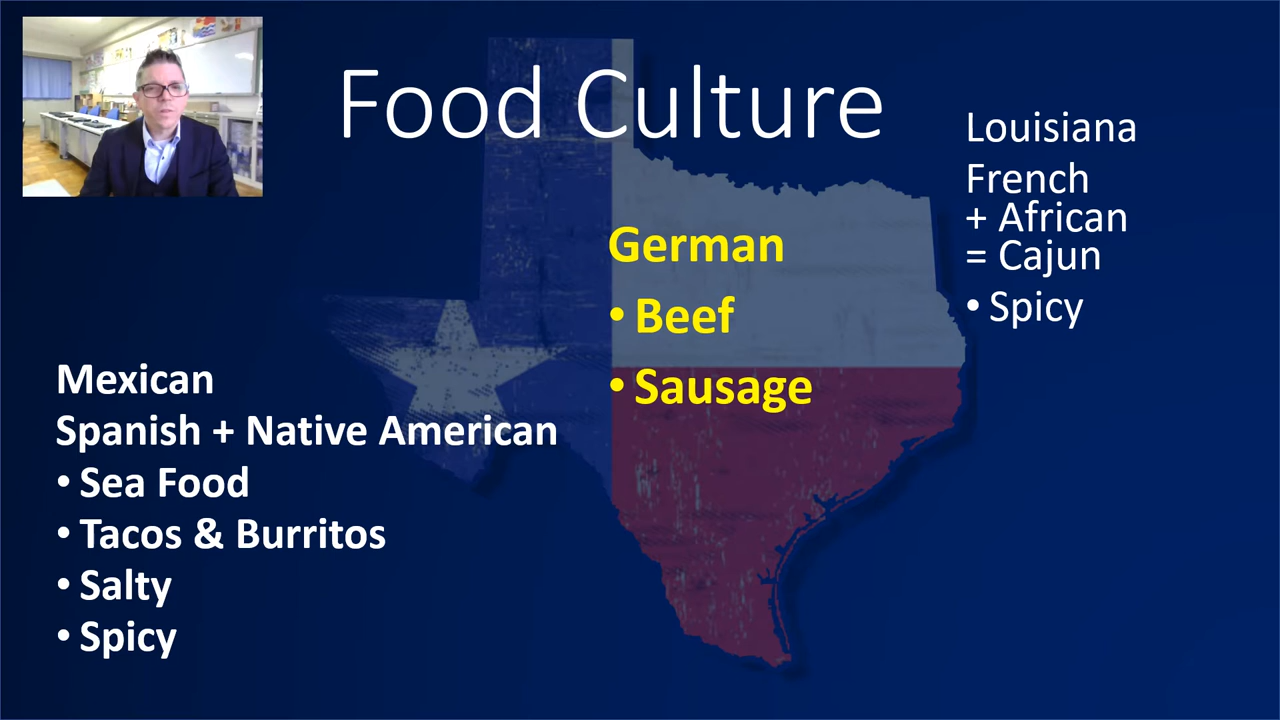 Food Culture
Louisiana
French
+ African
= Cajun
• Spicy
German
• Beef
• Sausage
Mexican
Spanish + Native American
• Sea Food
• Tacos & Burritos
• Salty
• Spicy